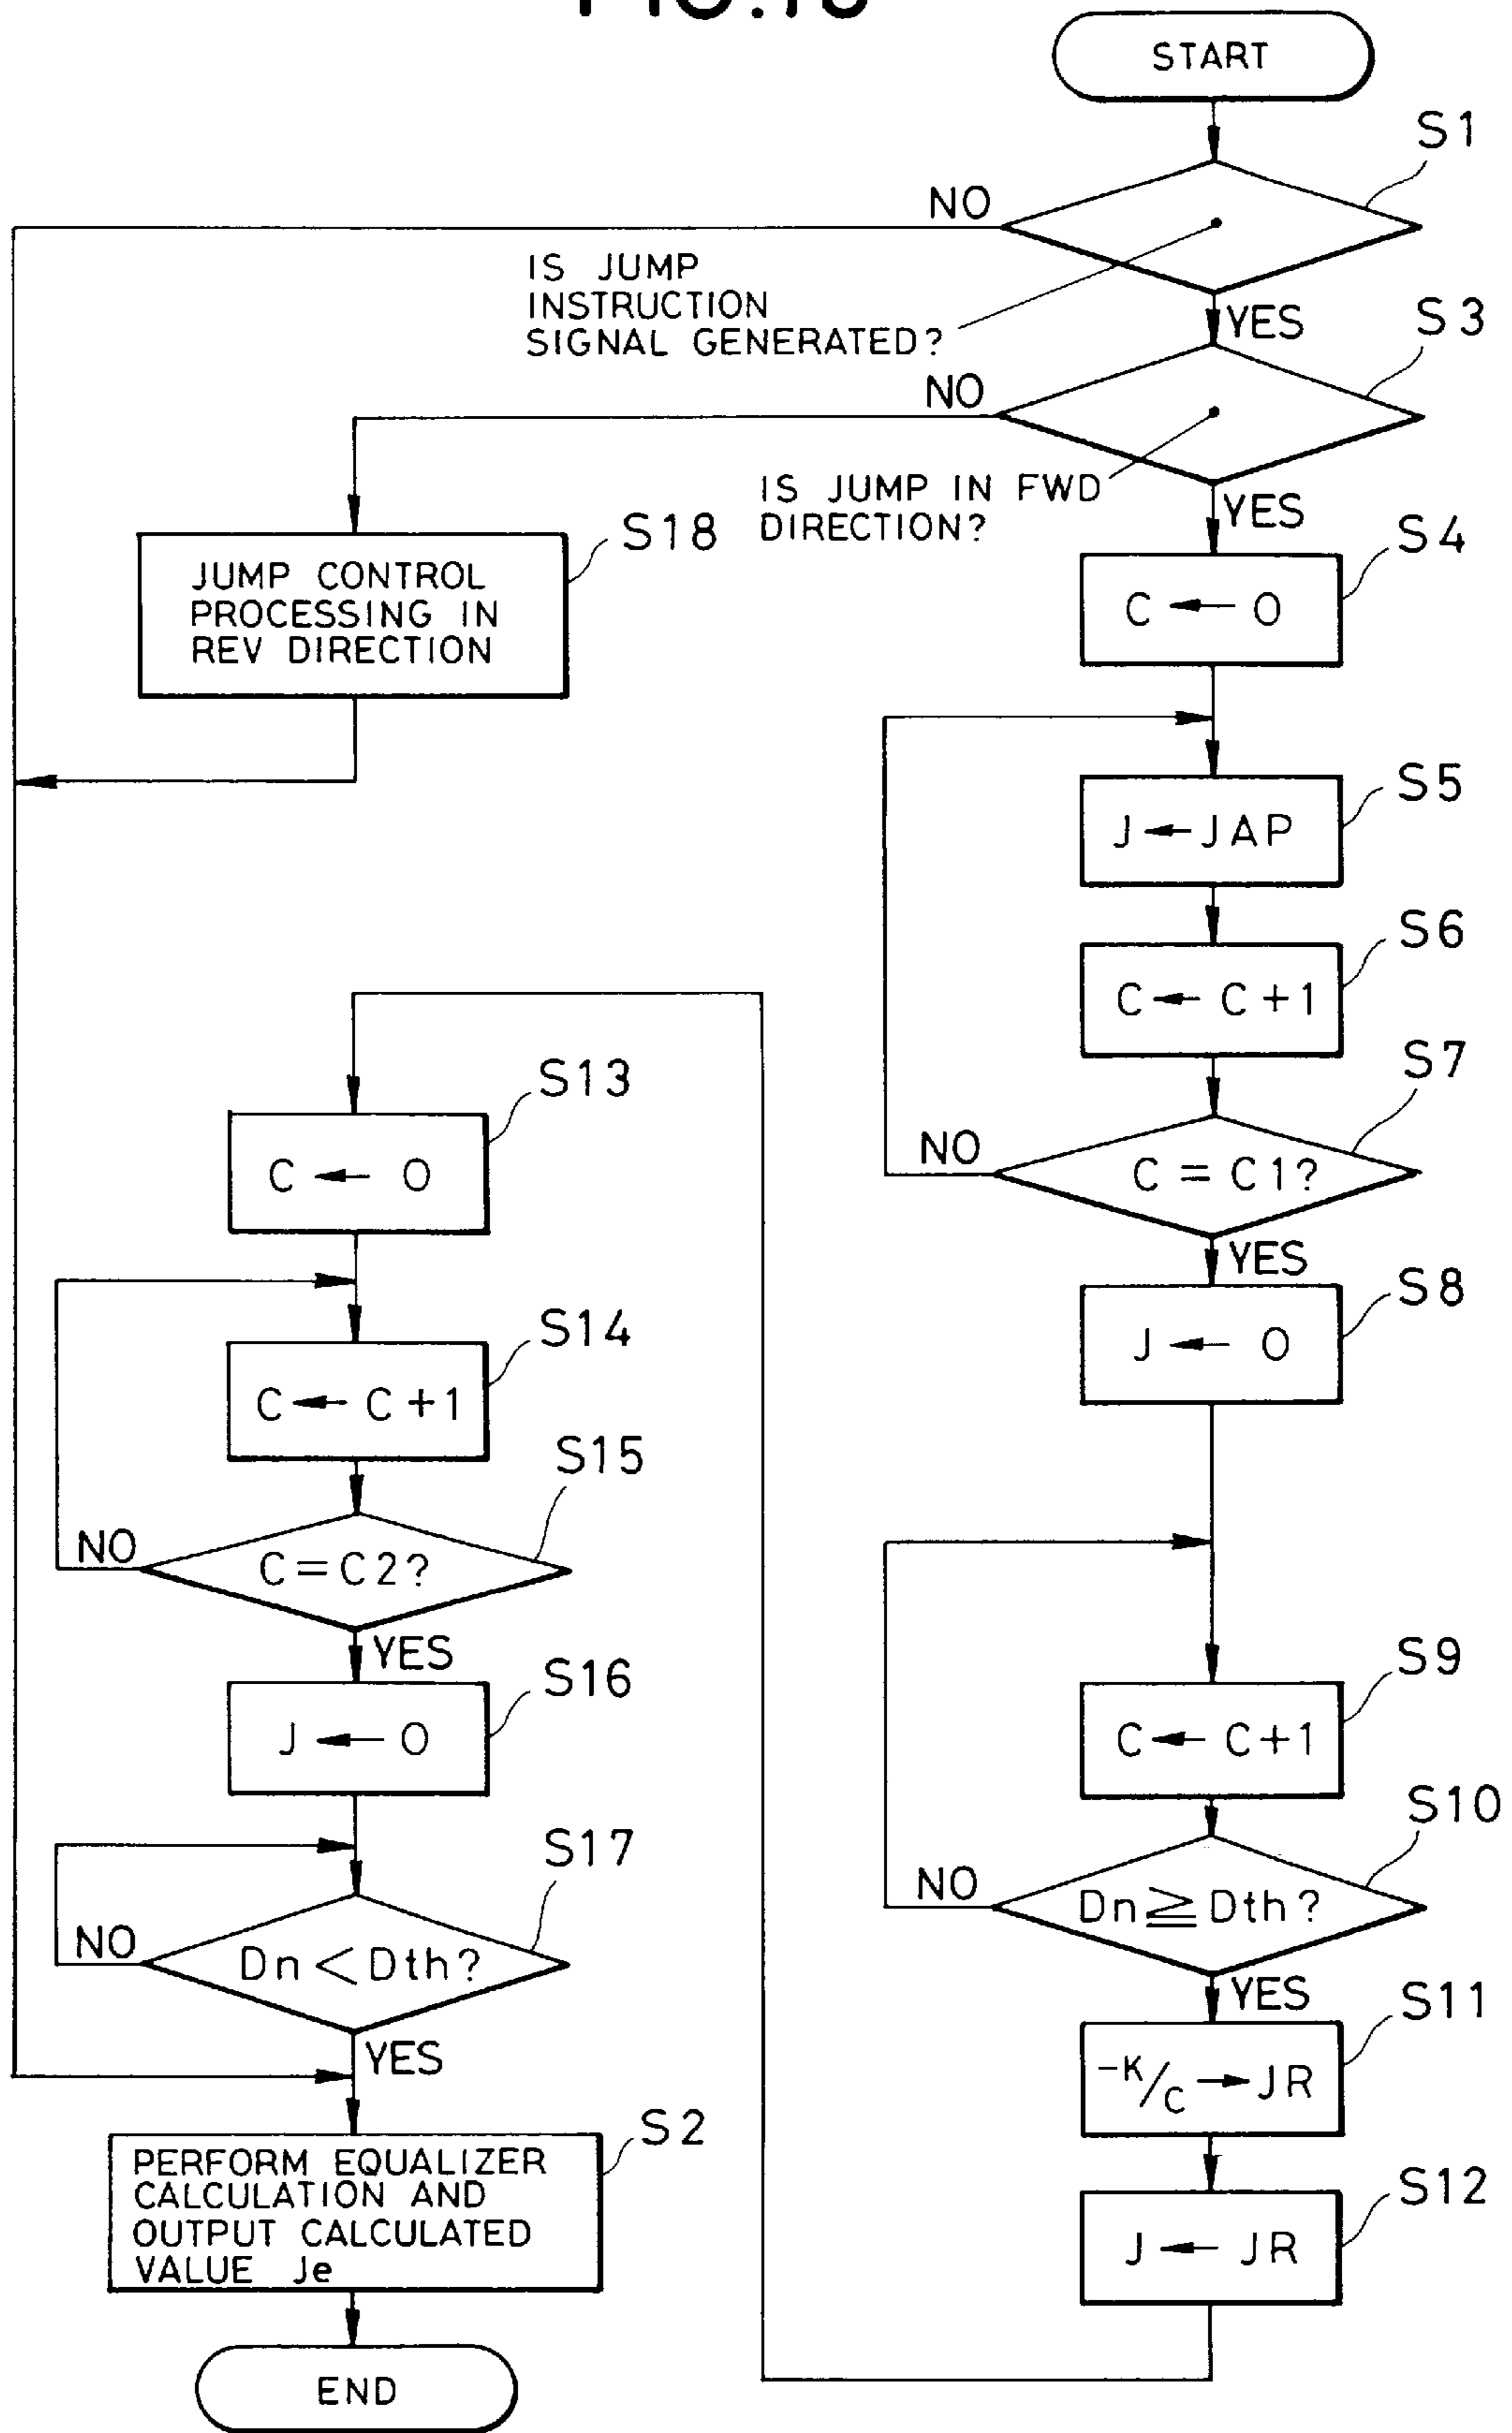 START
S1
NO
IS JUMP
INSTRUCTION
SIGNAL GENERATED?
YES
S3
NO
IS JUMP IN FWD
DIRECTION?
YES
S18
JUMP CONTROL
PROCESSING IN
REV DIRECTION
S4
C ← 0
S5
J ← JAP
S6
C ← C+1
S7
NO
C = C1?
YES
S8
J ← 0
S9
C ← C+1
S10
NO
Dn ≧ Dth?
YES
S11
-K/C → JR
S12
J ← JR
S13
C ← 0
S14
C ← C+1
S15
NO
C=C2?
YES
S16
J ← 0
S17
NO
Dn < Dth?
YES
S2
PERFORM EQUALIZER
CALCULATION AND
OUTPUT CALCULATED
VALUE Je
END